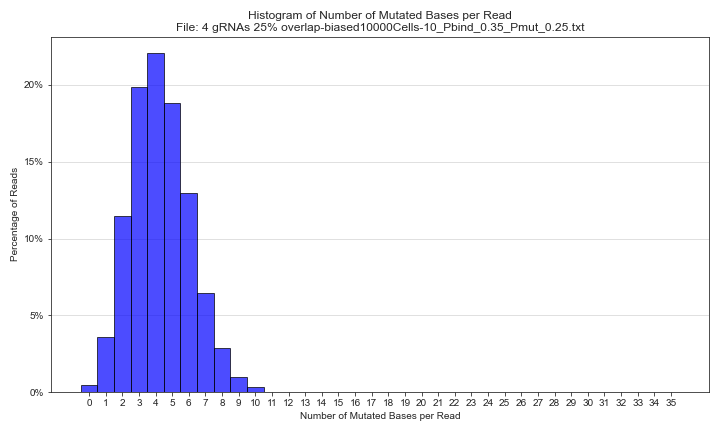 Histogram of Number of Mutated Bases per Read
File: 4 gRNAs 25% overlap-biased10000Cells-10_Pbind_0.35_Pmut_0.25.txt
Percentage of Reads
20%
15%
10%
5%
0%
0 1 2 3 4 5 6 7 8 9 10 11 12 13 14 15 16 17 18 19 20 21 22 23 24 25 26 27 28 29 30 31 32 33 34 35
Number of Mutated Bases per Read